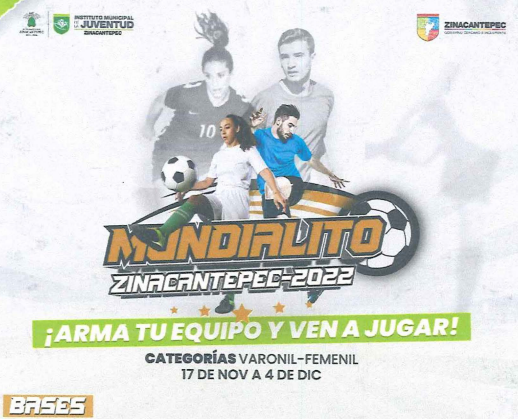 INSTITUTO MUNICIPAL
DE LA JUVENTUD
ZINACANTEPEC
ZINACANTEPEC
10
MUNDIALITO
ZINACANTEPEC-2022
¡ARMA TU EQUIPO Y VEN A JUGAR!
CATEGORÍAS VARONIL-FEMENIL
17 DE NOV A 4 DE DIC
BASES